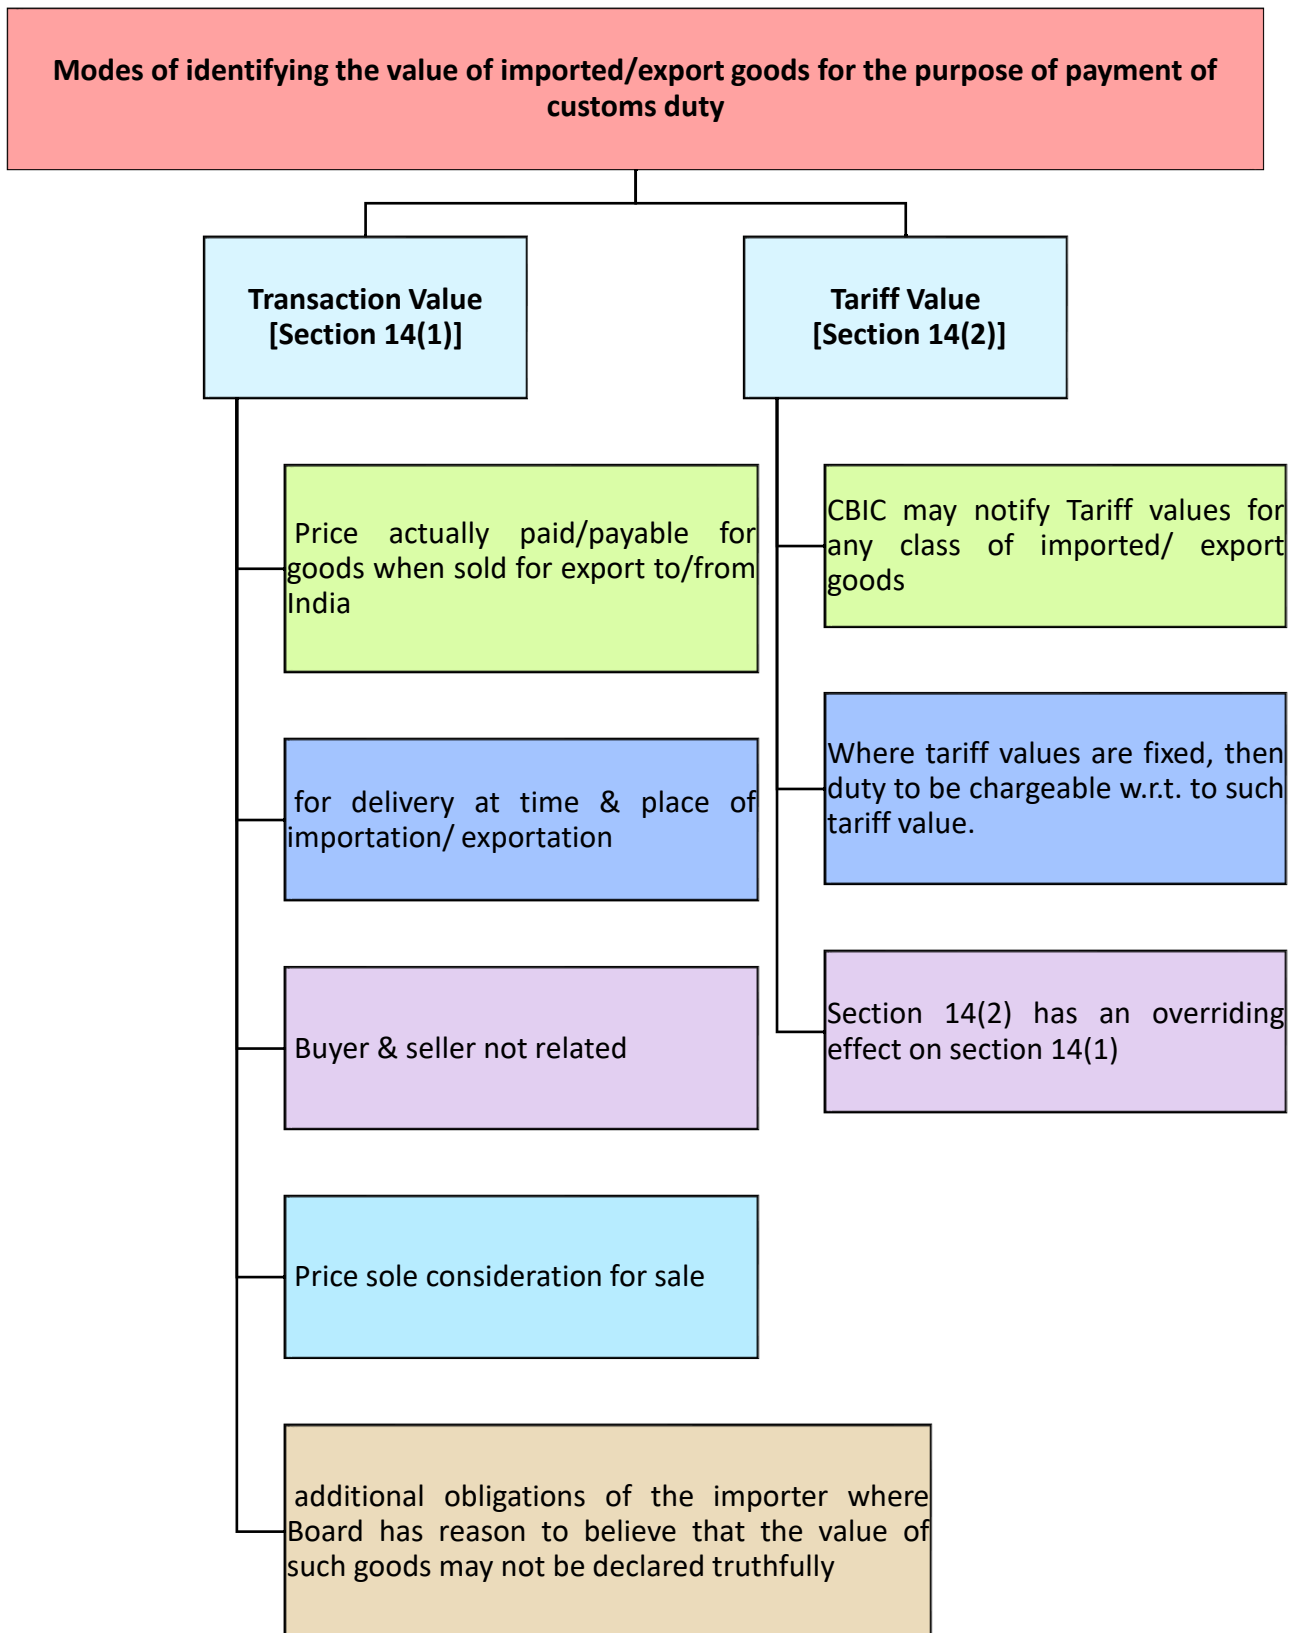 Modes of identifying the value of imported/export goods for the purpose of payment of
customs duty
Transaction Value
[Section 14(1)]
Price actually paid/payable for
goods when sold for export to/from
India
for delivery at time & place of
importation/ exportation
Buyer & seller not related
Price sole consideration for sale
additional obligations of the importer where
Board has reason to believe that the value of
such goods may not be declared truthfully
Tariff Value
[Section 14(2)]
CBIC may notify Tariff values for
any class of imported/ export
goods
Where tariff values are fixed, then
duty to be chargeable w.r.t. to such
tariff value.
Section 14(2) has an overriding
effect on section 14(1)